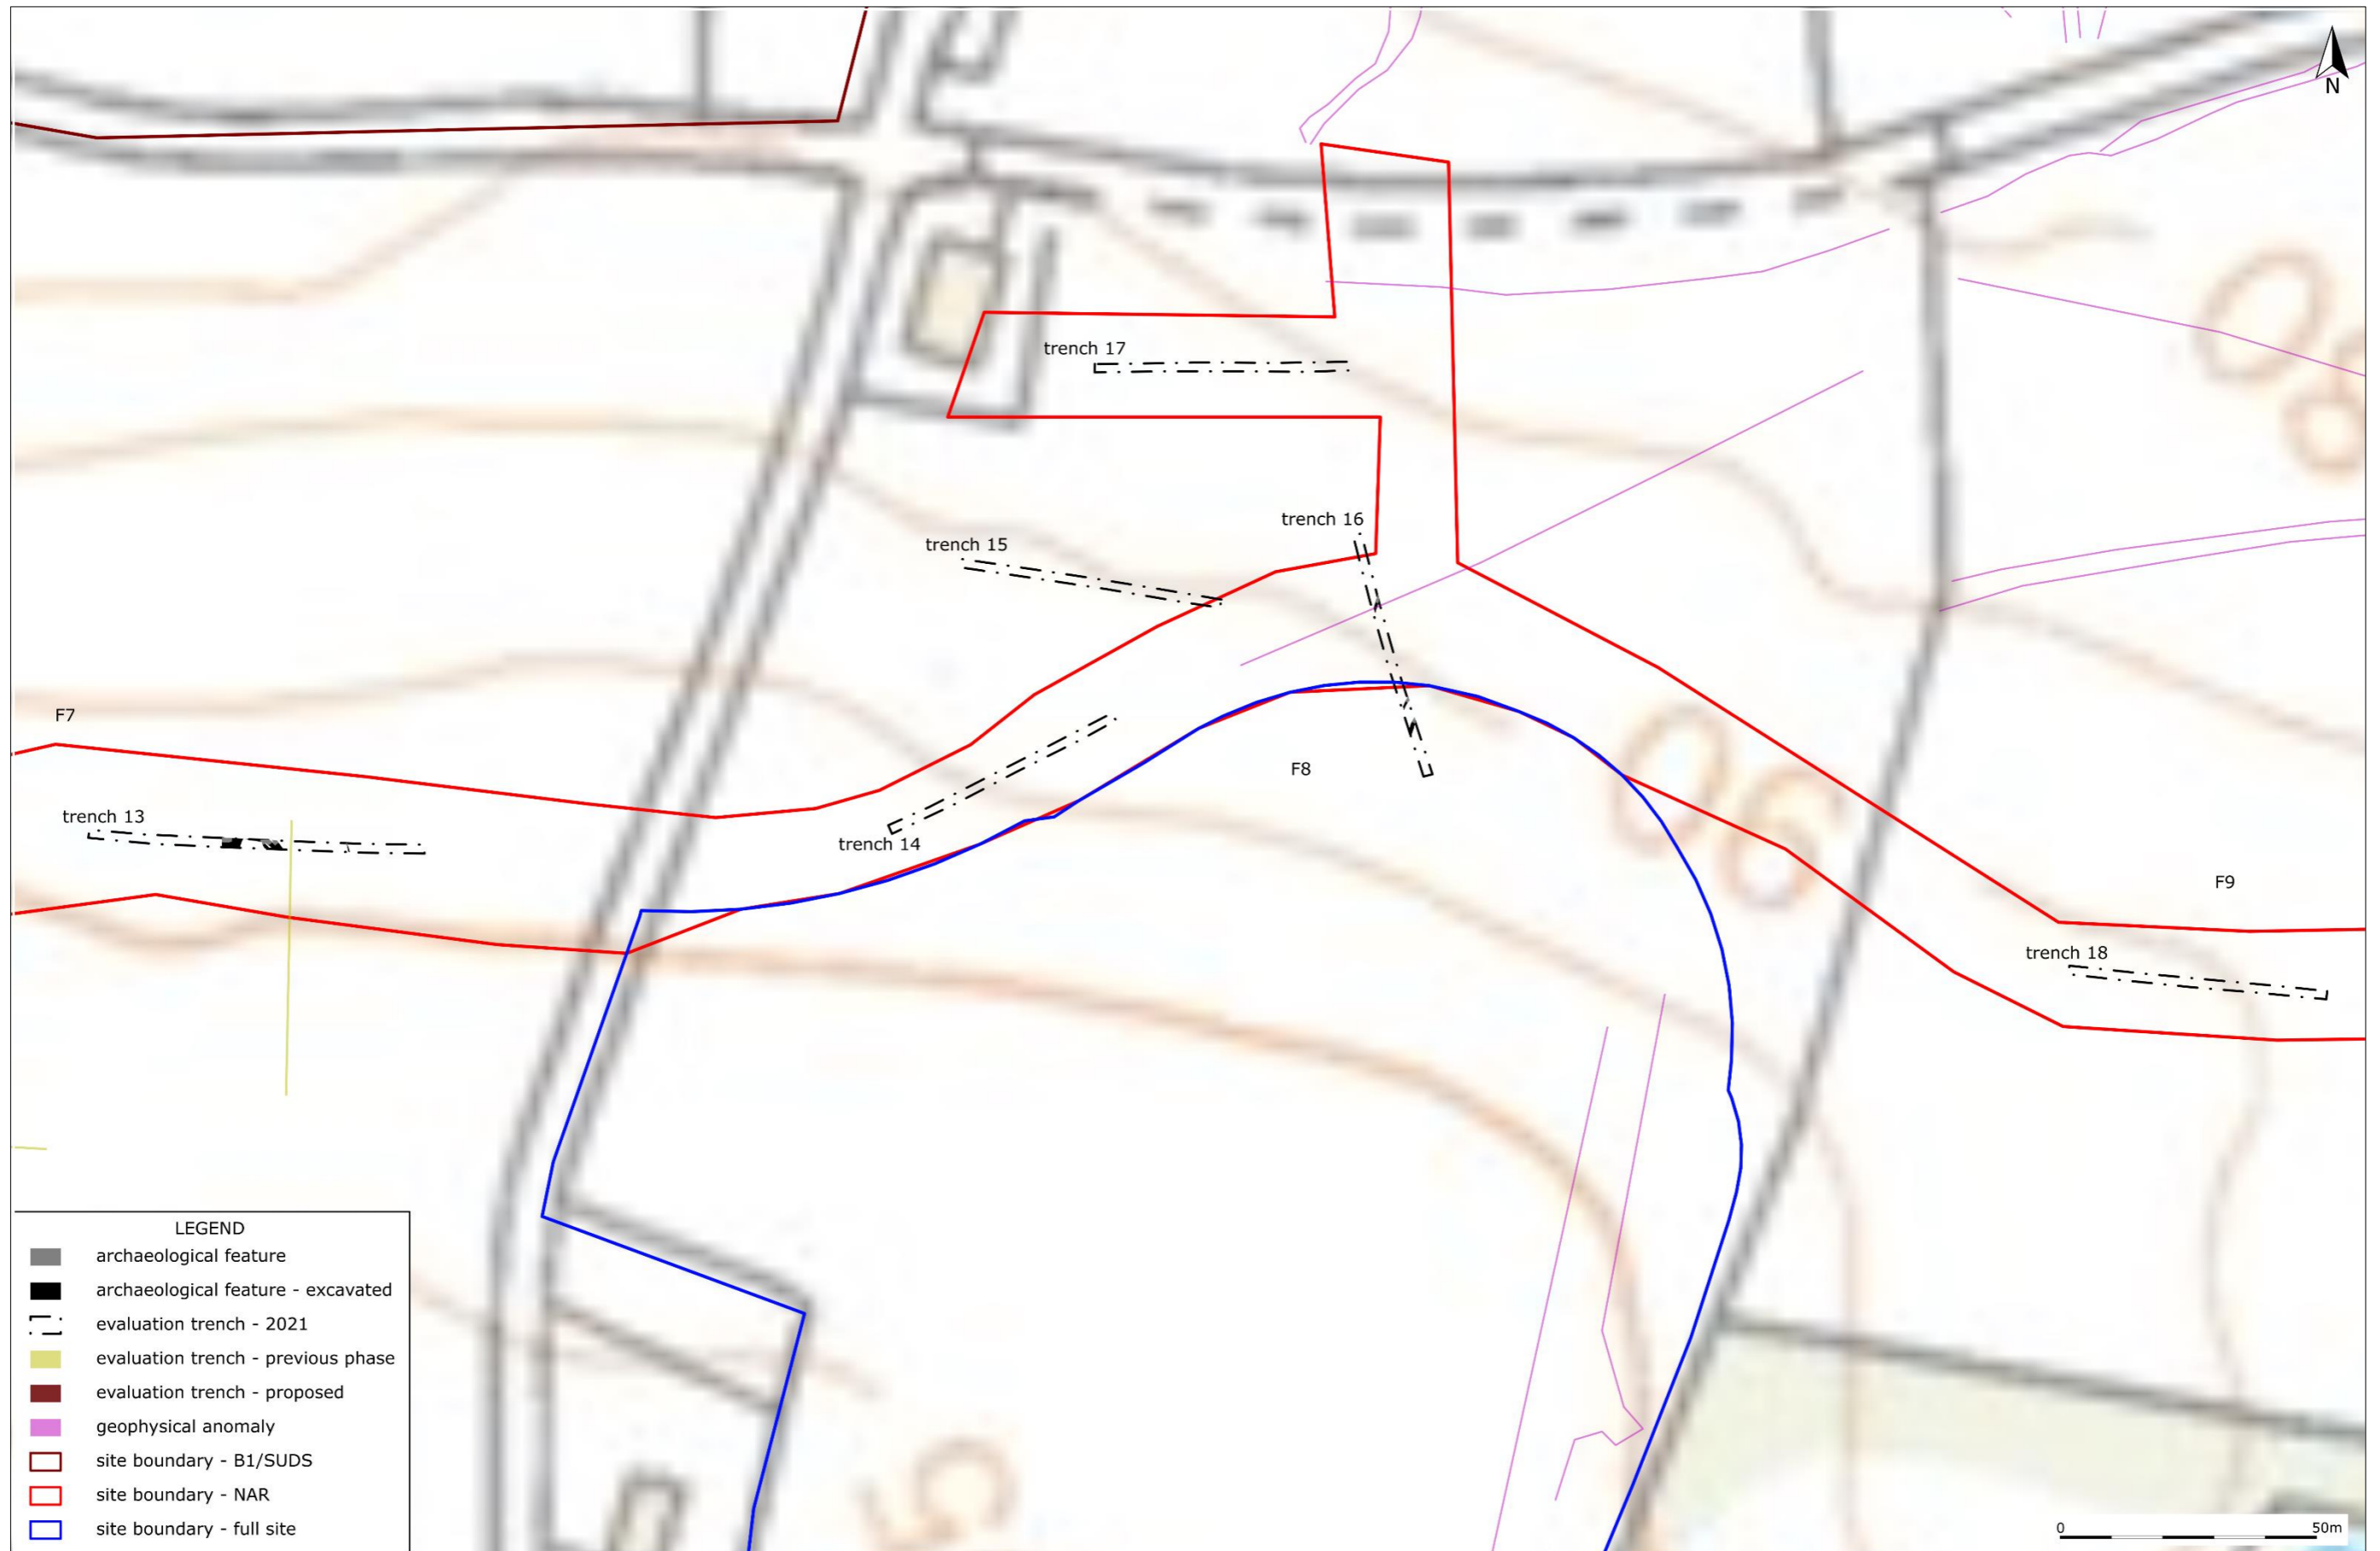 N
trench 17
trench 16
trench 15
F7
F8
90
trench 13
trench 14
F9
trench 18
LEGEND
archaeological feature
archaeological feature - excavated
evaluation trench - 2021
evaluation trench - previous phase
evaluation trench - proposed
geophysical anomaly
site boundary - B1/SUDS
site boundary - NAR
site boundary - full site
0 50m